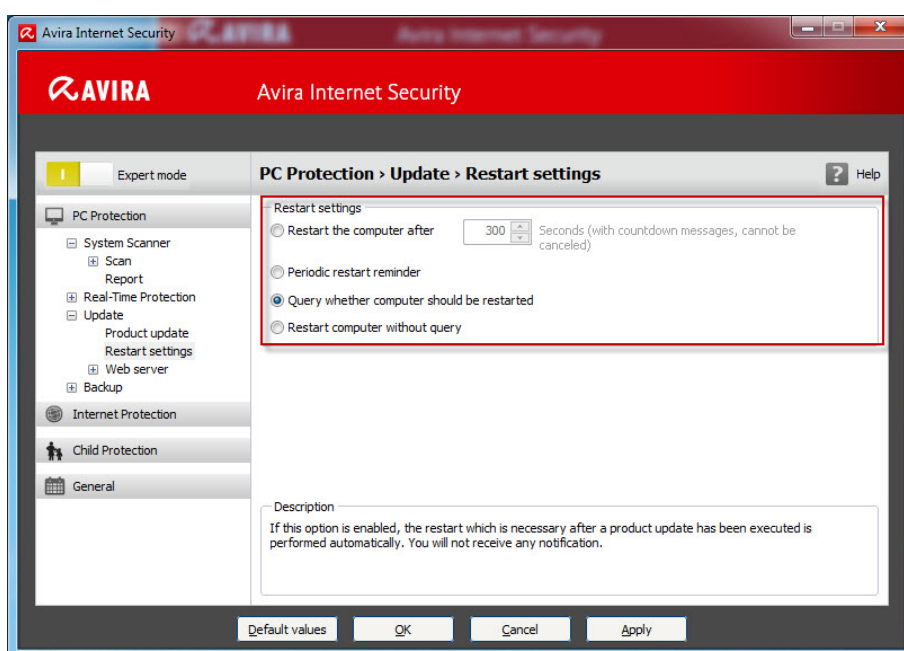 Avira Internet Security
AVIRA
Avira Internet Security
AVIRA
Avira Internet Security
Expert mode
PC Protection › Update › Restart settings
? Help
PC Protection
System Scanner
Scan
Report
Real-Time Protection
Update
Product update
Restart settings
Web server
Backup
Internet Protection
Child Protection
General
Restart settings
Restart the computer after 300 Seconds (with countdown messages, cannot be
canceled)
Periodic restart reminder
Query whether computer should be restarted
Restart computer without query
Description
If this option is enabled, the restart which is necessary after a product update has been executed is
performed automatically. You will not receive any notification.
Default values OK Cancel Apply